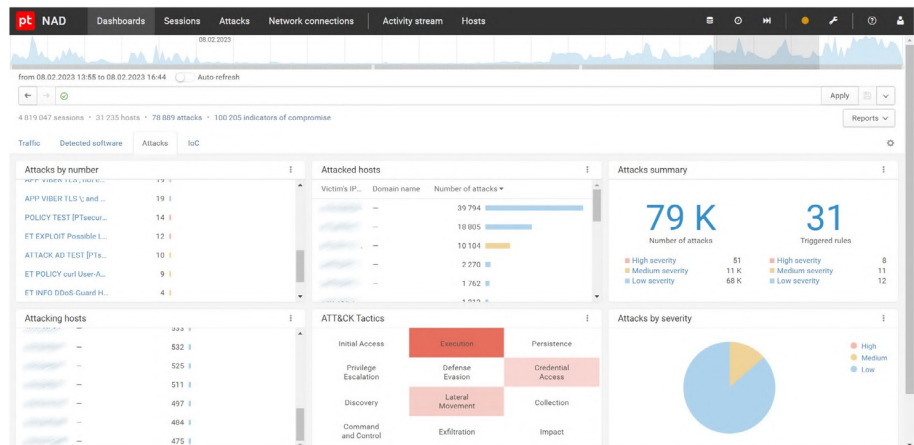 pt NAD Dashboards Sessions Attacks Network connections Activity stream Hosts
08.02.2023
from 08.02.2023 13:55 to 08.02.2023 16:44 Auto-refresh
Apply
4 819 047 sessions • 31 235 hosts • 78 889 attacks • 100 205 indicators of compromise
Reports
Traffic Detected software Attacks IoC
Attacks by number
APP VIBER TLS 19
APP VIBER TLS \; and ... 19
POLICY TEST [PTsecur... 14
ET EXPLOIT Possible L... 12
ATTACK AD TEST [PTs... 10
ET POLICY curl User-A... 9
ET INFO DDoS-Guard H... 4
Attacked hosts
Victim's IP... Domain name Number of attacks
– 39 794
– 18 805
– 10 104
– 2 270
– 1 762
Attacks summary
79 K 31
Number of attacks Triggered rules
High severity 51 High severity 8
Medium severity 11 K Medium severity 11
Low severity 68 K Low severity 12
Attacking hosts
533
– 532
– 525
– 511
– 497
– 484
– 475
ATT&CK Tactics
Initial Access Execution Persistence
Privilege Escalation Defense Evasion Credential Access
Discovery Lateral Movement Collection
Command and Control Exfiltration Impact
Attacks by severity
High
Medium
Low